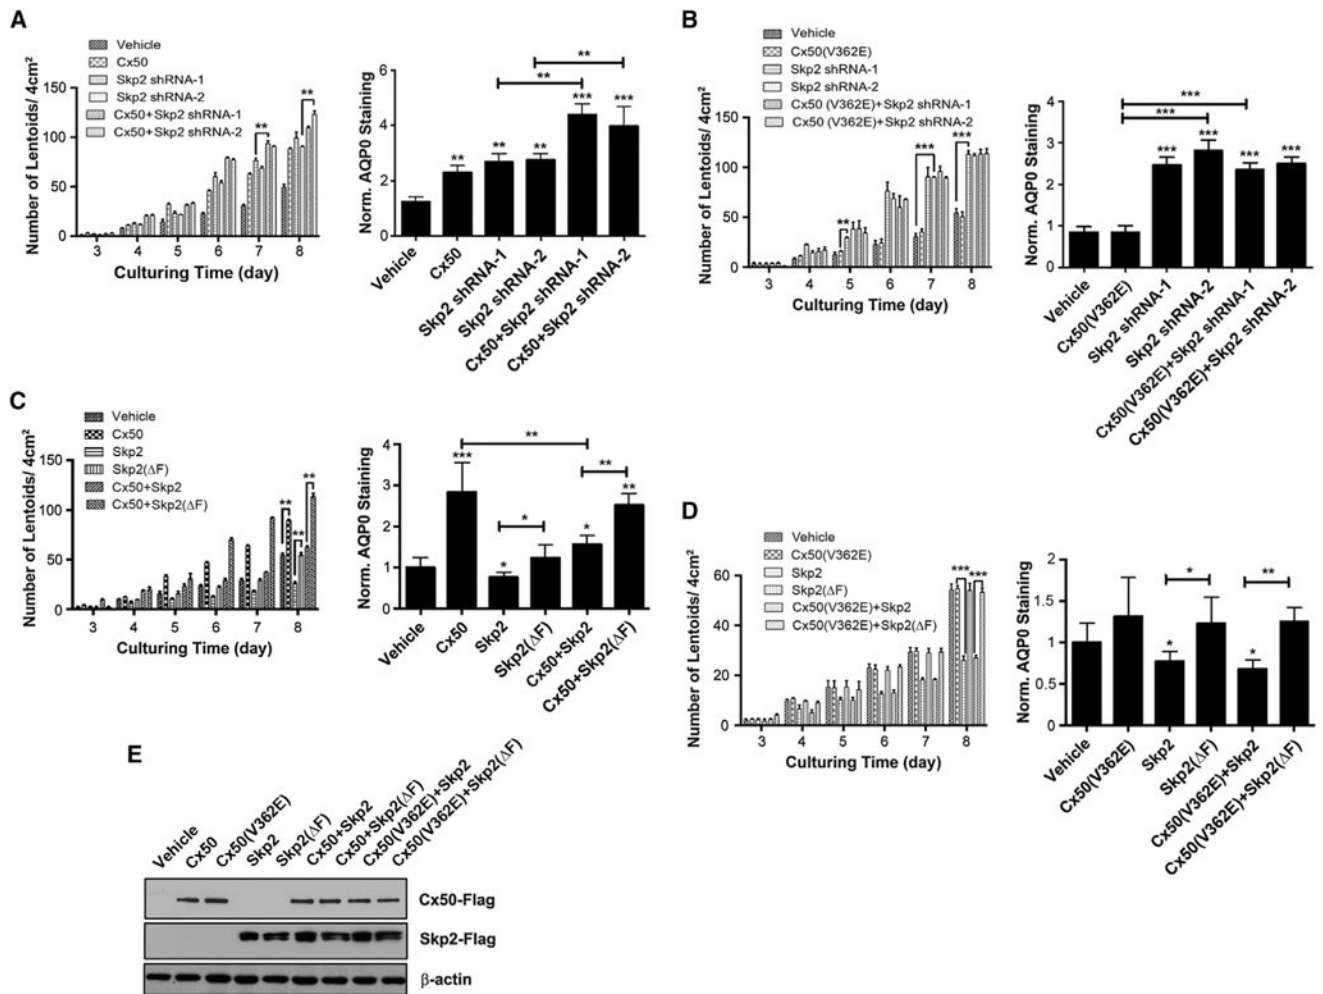 A
Vehicle
Cx50
Skp2 shRNA-1
Skp2 shRNA-2
Cx50+Skp2 shRNA-1
Cx50+Skp2 shRNA-2
Number of Lentoids/ 4cm²
150
100
50
0
** **
3 4 5 6 7 8
Culturing Time (day)
Norm. AQP0 Staining
6
4
2
0
**
**
** ** ** *** ***
Vehicle
Cx50
Skp2 shRNA-1
Skp2 shRNA-2
Cx50+Skp2 shRNA-1
Cx50+Skp2 shRNA-2
B
Vehicle
Cx50(V362E)
Skp2 shRNA-1
Skp2 shRNA-2
Cx50 (V362E)+Skp2 shRNA-1
Cx50 (V362E)+Skp2 shRNA-2
Number of Lentoids/ 4cm²
150
100
50
0
** *** ***
3 4 5 6 7 8
Culturing Time (day)
Norm. AQP0 Staining
4
3
2
1
0
***
***
*** *** *** ***
Vehicle
Cx50(V362E)
Skp2 shRNA-1
Skp2 shRNA-2
Cx50(V362E)+Skp2 shRNA-1
Cx50(V362E)+Skp2 shRNA-2
C
Vehicle
Cx50
Skp2
Skp2(ΔF)
Cx50+Skp2
Cx50+Skp2(ΔF)
Number of Lentoids/ 4cm²
150
100
50
0
** ** **
3 4 5 6 7 8
Culturing Time (day)
Norm. AQP0 Staining
4
3
2
1
0
**
**
*
*** * * **
Vehicle
Cx50
Skp2
Skp2(ΔF)
Cx50+Skp2
Cx50+Skp2(ΔF)
D
Vehicle
Cx50(V362E)
Skp2
Skp2(ΔF)
Cx50(V362E)+Skp2
Cx50(V362E)+Skp2(ΔF)
Number of Lentoids/ 4cm²
60
40
20
0
*** ***
3 4 5 6 7 8
Culturing Time (day)
Norm. AQP0 Staining
2
1.5
1
0.5
0
* **
* *
Vehicle
Cx50(V362E)
Skp2
Skp2(ΔF)
Cx50(V362E)+Skp2
Cx50(V362E)+Skp2(ΔF)
E
Vehicle
Cx50
Cx50(V362E)
Skp2
Skp2(ΔF)
Cx50+Skp2
Cx50+Skp2(ΔF)
Cx50(V362E)+Skp2
Cx50(V362E)+Skp2(ΔF)
Cx50-Flag
Skp2-Flag
β-actin